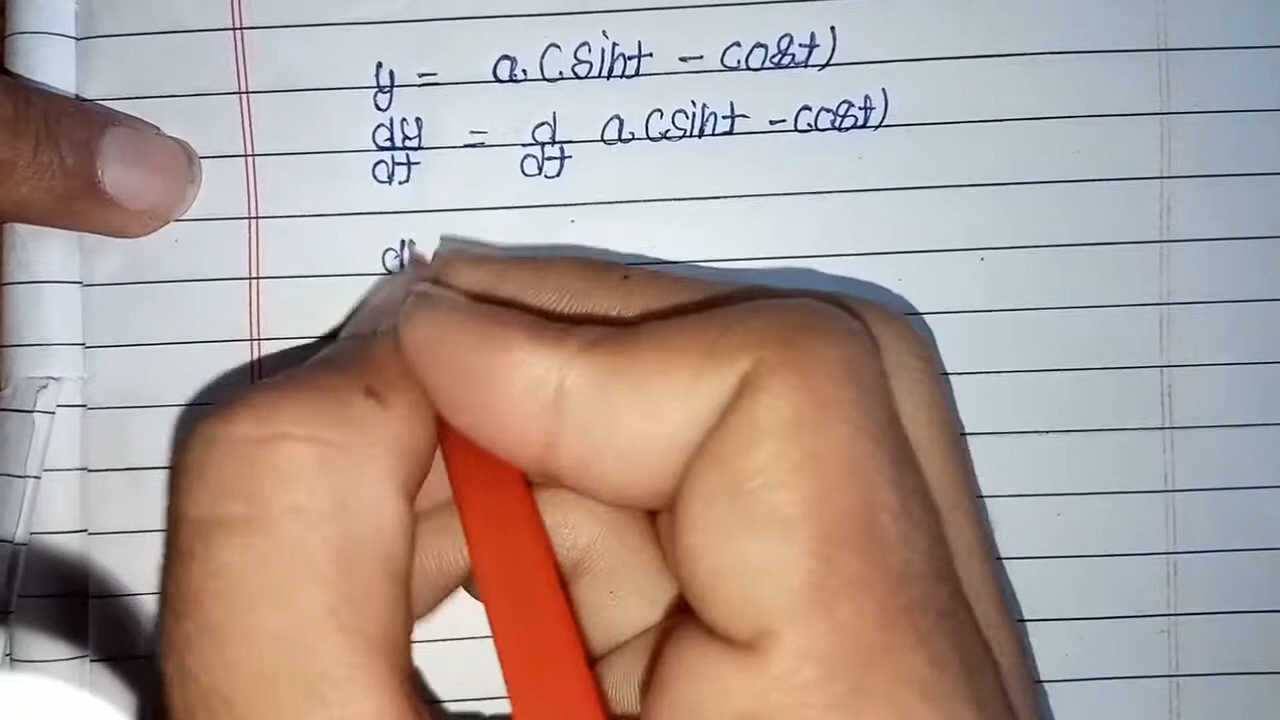 y = a(sint - cost)
dy/dt = d/dt a(sint - cost)